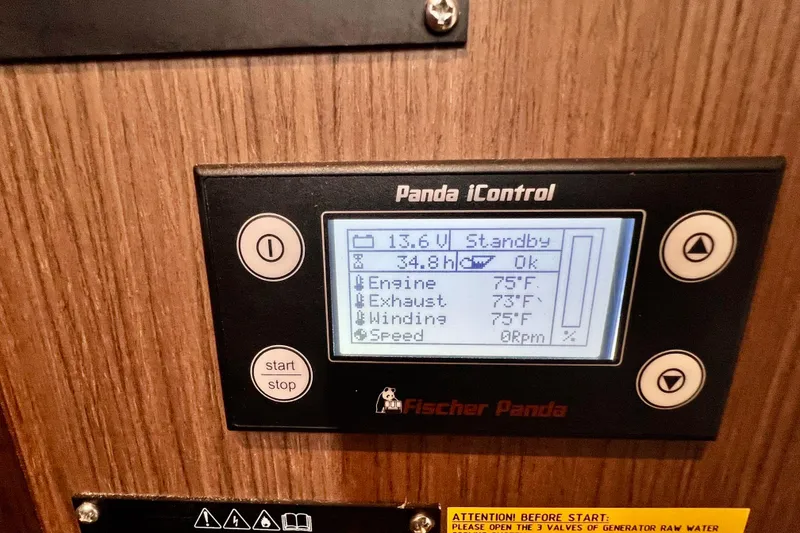 Panda iControl
13.6 V Standby
34.8 h Ok
Engine 75°F
Exhaust 73°F
Winding 75°F
Speed 0Rpm
%
start
stop
Fischer Panda
ATTENTION! BEFORE START:
PLEASE OPEN THE 3 VALVES OF GENERATOR RAW WATER